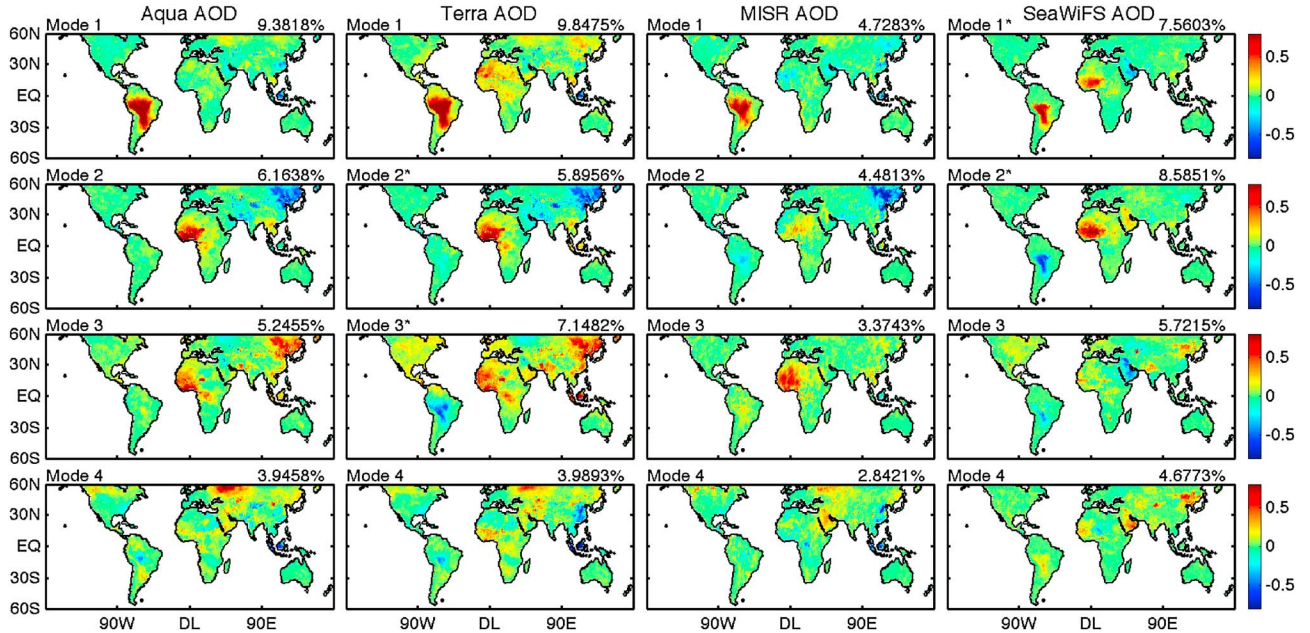 Aqua AOD Terra AOD MISR AOD SeaWiFS AOD
Mode 1 9.3818% Mode 1 9.8475% Mode 1 4.7283% Mode 1* 7.5603%
60N
30N
EQ
30S
60S
0.5
0
-0.5
Mode 2 6.1638% Mode 2* 5.8956% Mode 2 4.4813% Mode 2* 8.5851%
60N
30N
EQ
30S
60S
0.5
0
-0.5
Mode 3 5.2455% Mode 3* 7.1482% Mode 3 3.3743% Mode 3 5.7215%
60N
30N
EQ
30S
60S
0.5
0
-0.5
Mode 4 3.9458% Mode 4 3.9893% Mode 4 2.8421% Mode 4 4.6773%
60N
30N
EQ
30S
60S
0.5
0
-0.5
90W DL 90E 90W DL 90E 90W DL 90E 90W DL 90E